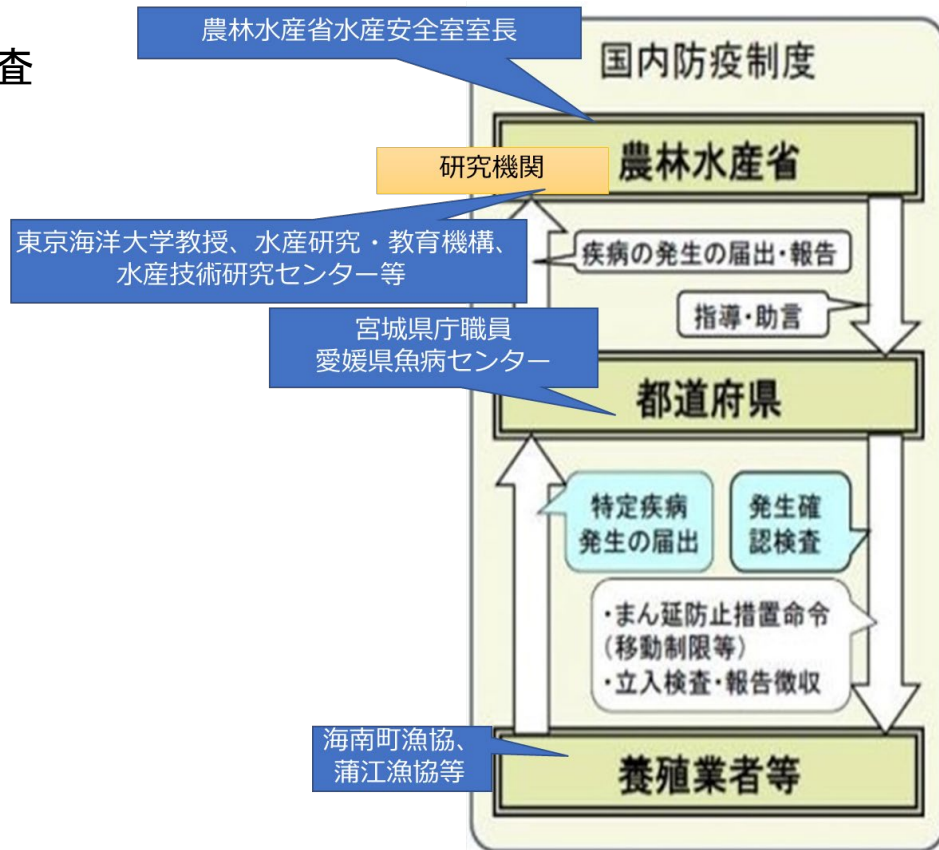 査
農林水産省水産安全室室長
国内防疫制度
農林水産省
研究機関
東京海洋大学教授、水産研究・教育機構、
水産技術研究センター等
疾病の発生の届出・報告
指導・助言
宮城県庁職員
愛媛県魚病センター
都道府県
特定疾病
発生の届出
発生確
認検査
・まん延防止措置命令
（移動制限等）
・立入検査・報告徴収
海南町漁協、
蒲江漁協等
養殖業者等